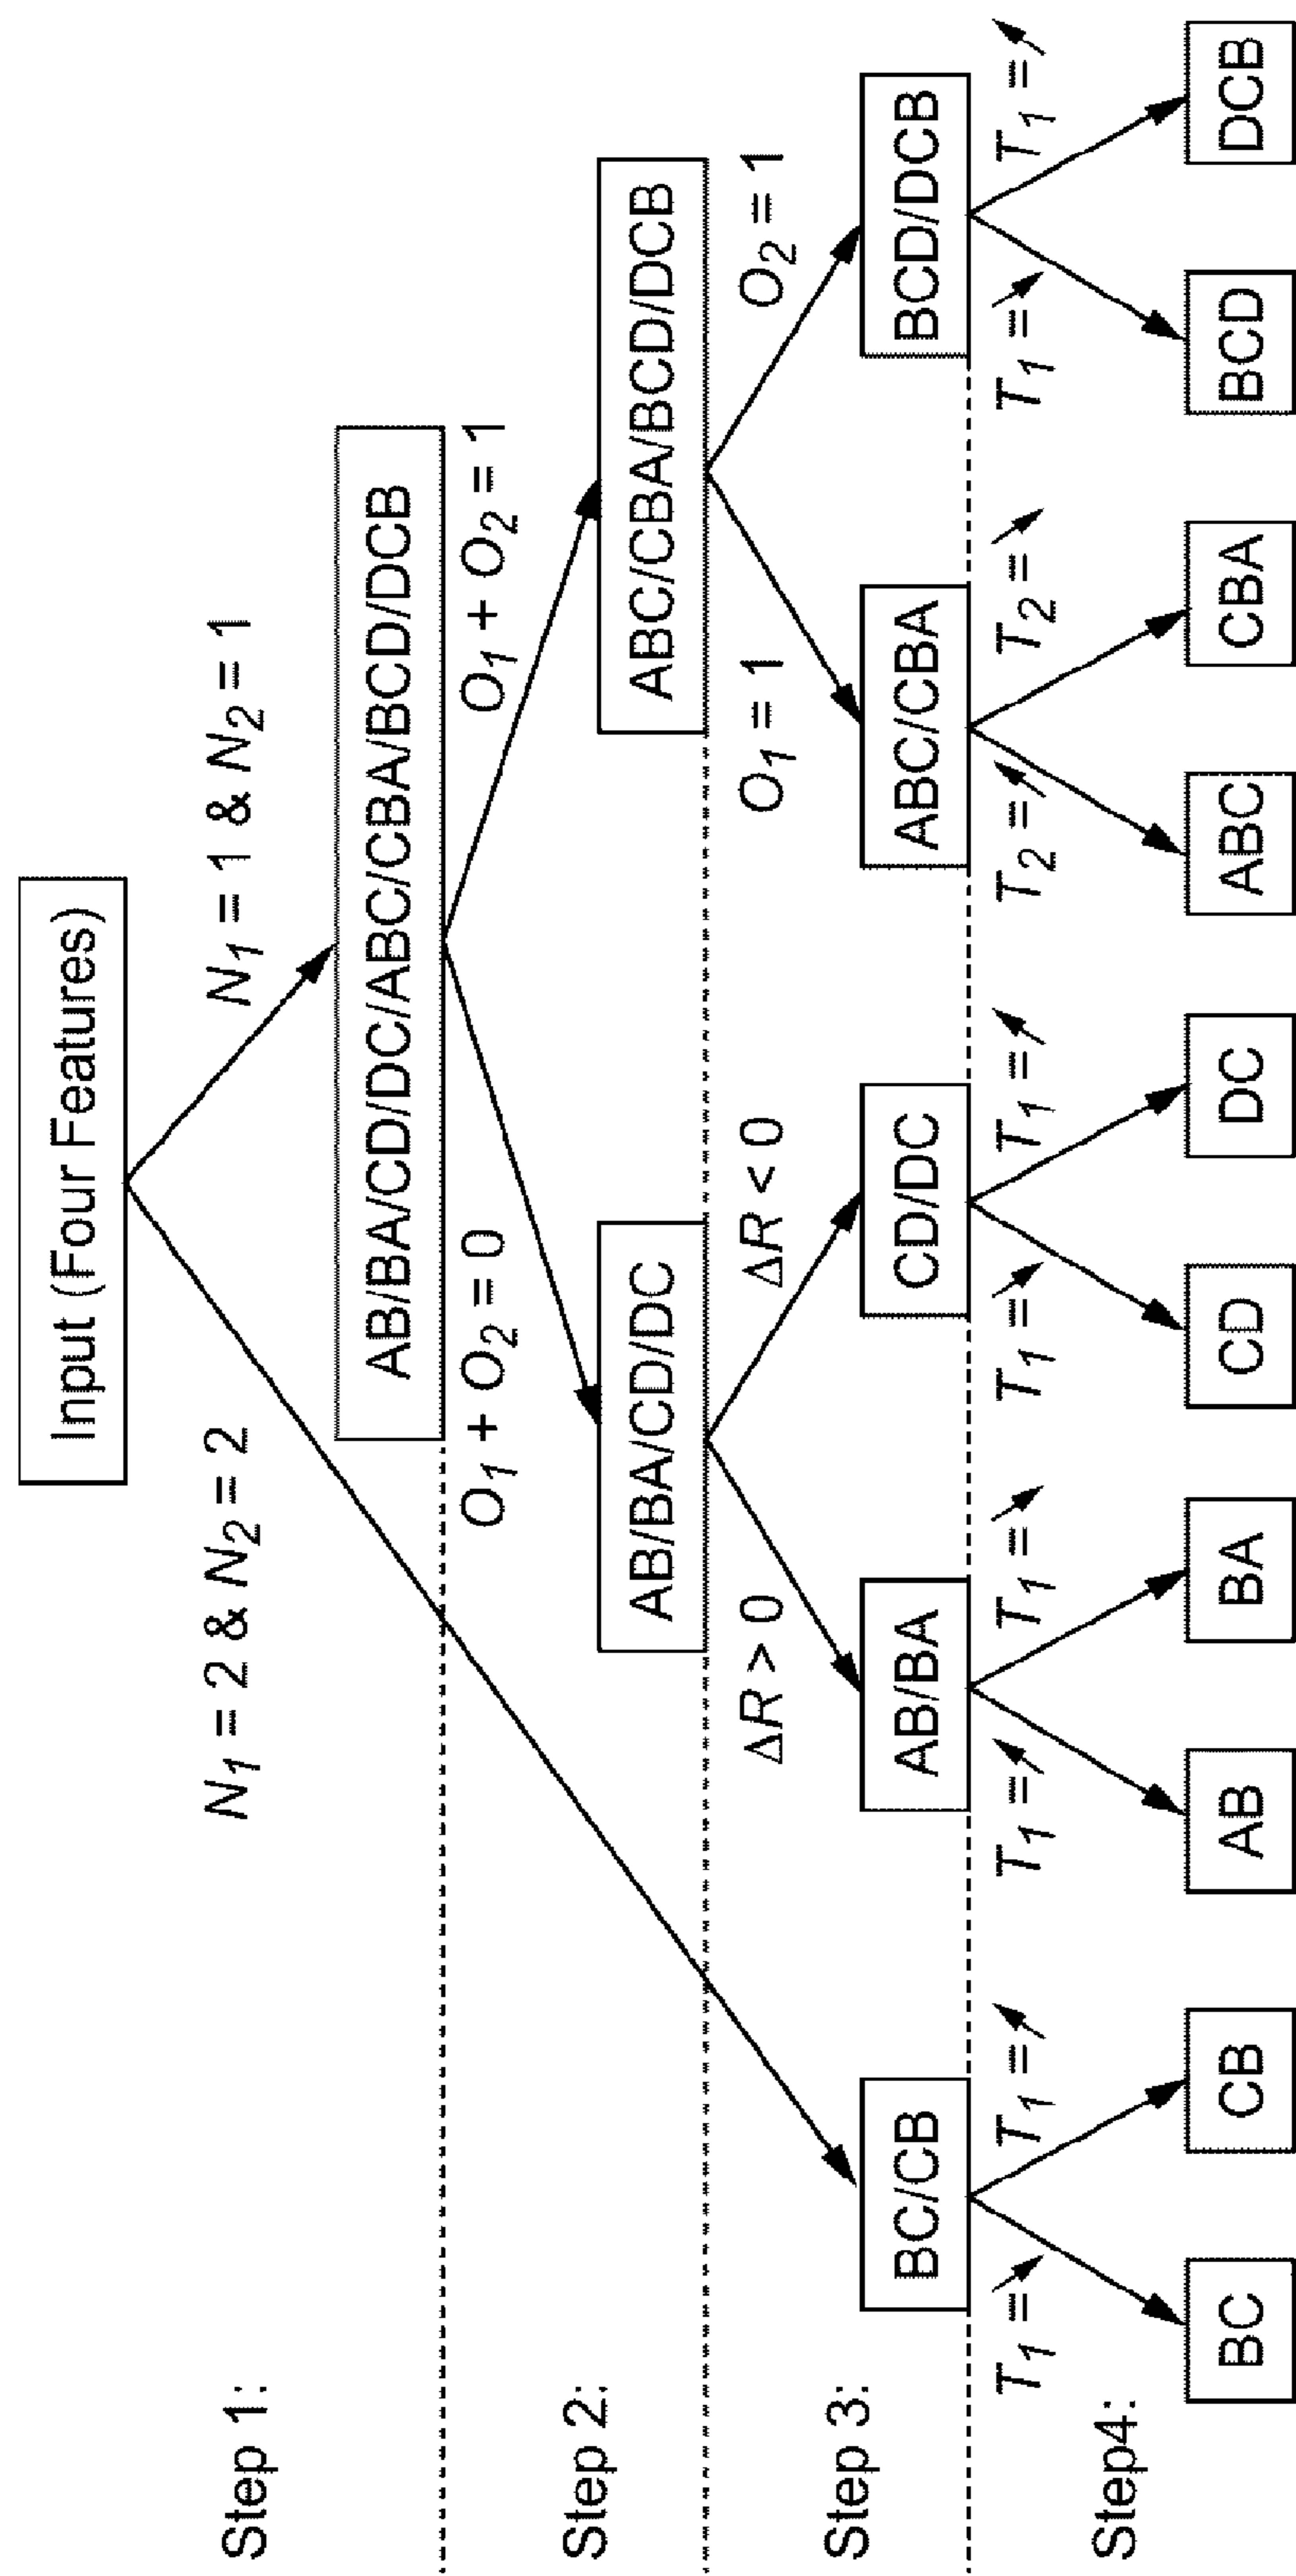 Input (Four Features)
Step 1:
N₁ = 2 & N₂ = 2
N₁ = 1 & N₂ = 1
AB/BA/CD/DC/ABC/CBA/BCD/DCB
Step 2:
O₁ + O₂ = 0
O₁ + O₂ = 1
AB/BA/CD/DC
ABC/CBA/BCD/DCB
Step 3:
ΔR > 0
ΔR < 0
O₁ = 1
O₂ = 1
BC/CB
AB/BA
CD/DC
ABC/CBA
BCD/DCB
Step4:
T₁ = ↘
T₁ = ↗
T₁ = ↗
T₁ = ↘
T₁ = ↘
T₁ = ↗
T₂ = ↗
T₂ = ↘
T₁ = ↘
T₁ = ↗
BC
CB
AB
BA
CD
DC
ABC
CBA
BCD
DCB